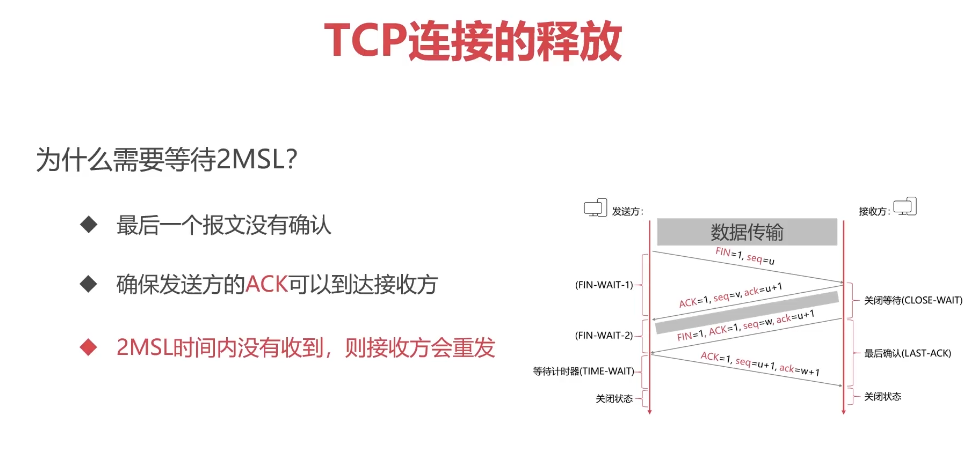 TCP连接的释放
为什么需要等待2MSL?
最后一个报文没有确认
确保发送方的ACK可以到达接收方
2MSL时间内没有收到，则接收方会重发
发送方:
接收方:
数据传输
FIN=1, seq=u
(FIN-WAIT-1)
ACK=1, seq=v, ack=u+1
关闭等待(CLOSE-WAIT)
FIN=1, ACK=1, seq=w, ack=u+1
(FIN-WAIT-2)
最后确认(LAST-ACK)
ACK=1, seq=u+1, ack=w+1
等待计时器(TIME-WAIT)
关闭状态
关闭状态